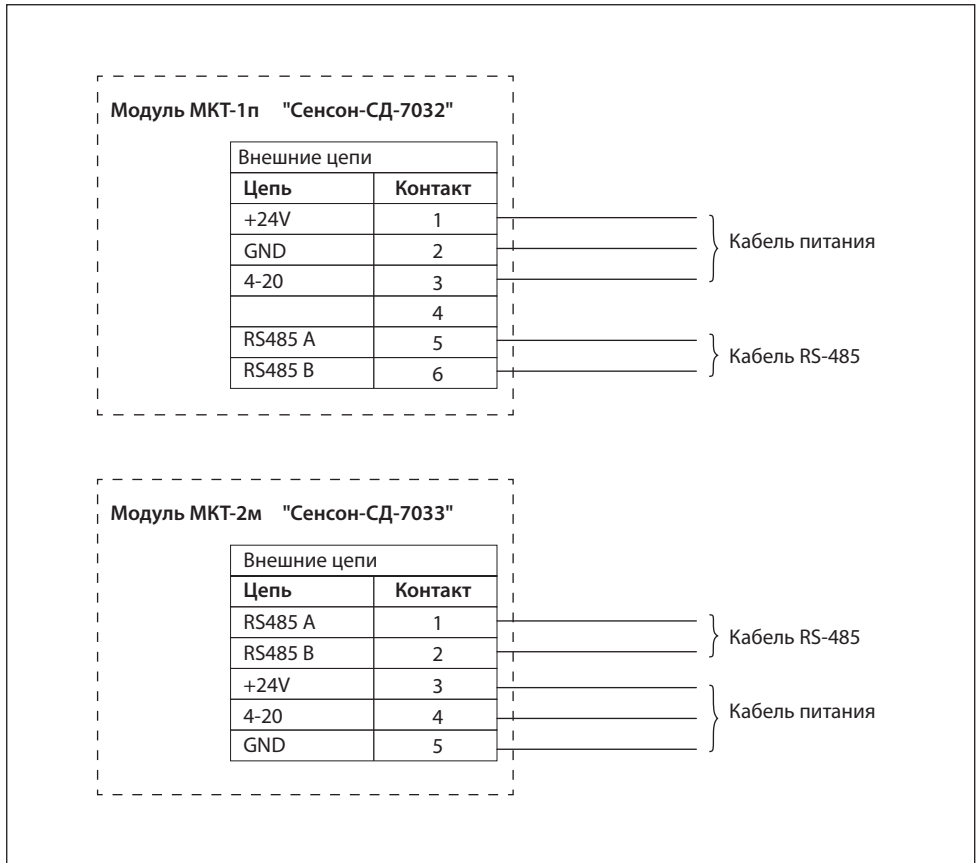 Модуль МКТ-1п "Сенсон-СД-7032"
Внешние цепи
Цепь Контакт
+24V 1
GND 2
4-20 3
Кабель питания
4
RS485 A 5
RS485 B 6
Кабель RS-485
Модуль МКТ-2м "Сенсон-СД-7033"
Внешние цепи
Цепь Контакт
RS485 A 1
RS485 B 2
Кабель RS-485
+24V 3
4-20 4
GND 5
Кабель питания